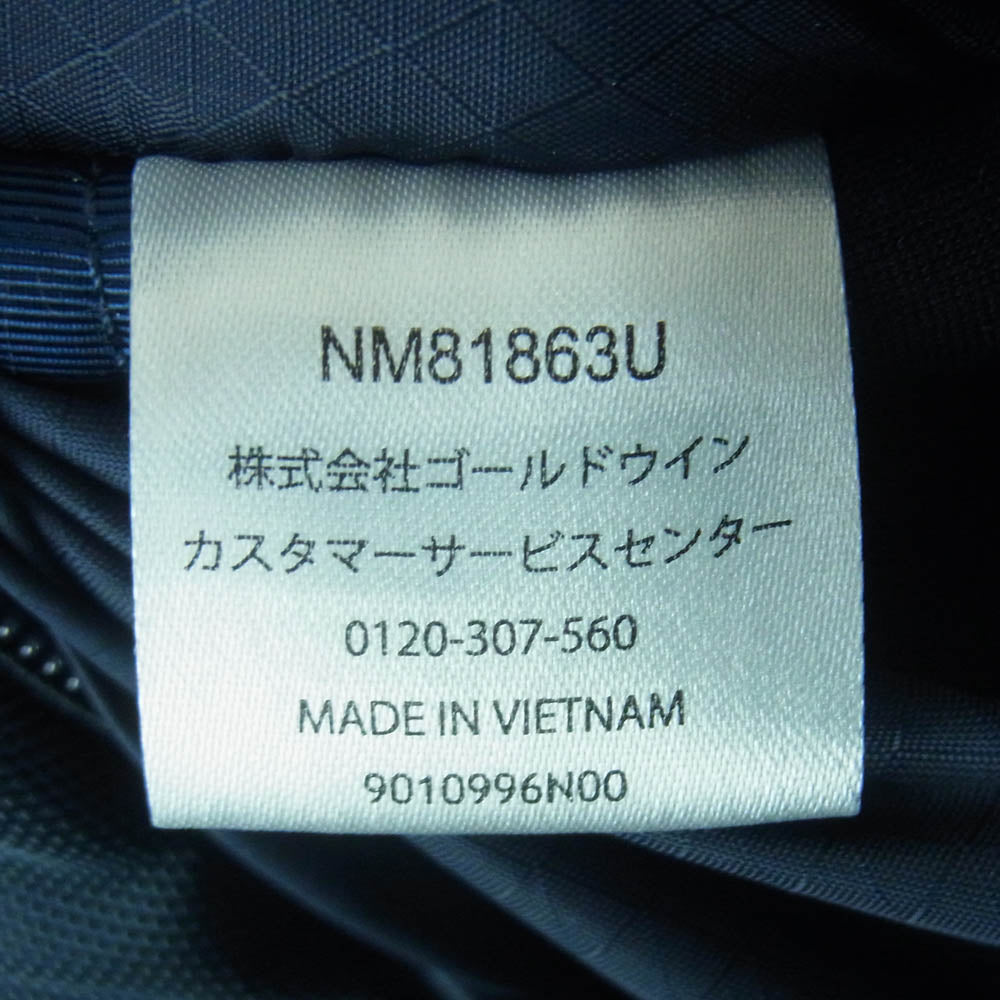 NM81863U
株式会社ゴールドウイン
カスタマーサービスセンター
0120-307-560
MADE IN VIETNAM
9010996N00